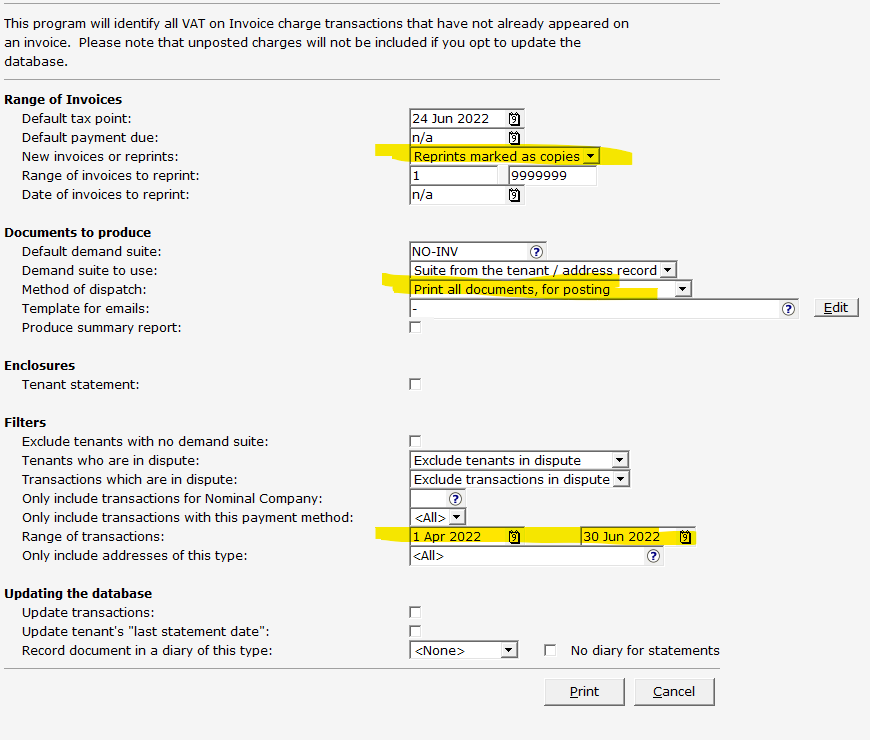 This program will identify all VAT on Invoice charge transactions that have not already appeared on
an invoice.  Please note that unposted charges will not be included if you opt to update the
database.
Range of Invoices
Default tax point: 24 Jun 2022
Default payment due: n/a
New invoices or reprints: Reprints marked as copies
Range of invoices to reprint: 1 9999999
Date of invoices to reprint: n/a
Documents to produce
Default demand suite: NO-INV ?
Demand suite to use: Suite from the tenant / address record
Method of dispatch: Print all documents, for posting
Template for emails: - ? Edit
Produce summary report:
Enclosures
Tenant statement:
Filters
Exclude tenants with no demand suite:
Tenants who are in dispute: Exclude tenants in dispute
Transactions which are in dispute: Exclude transactions in dispute
Only include transactions for Nominal Company: ?
Only include transactions with this payment method: <All>
Range of transactions: 1 Apr 2022 30 Jun 2022
Only include addresses of this type: <All> ?
Updating the database
Update transactions:
Update tenant's "last statement date":
Record document in a diary of this type: <None> No diary for statements
Print Cancel